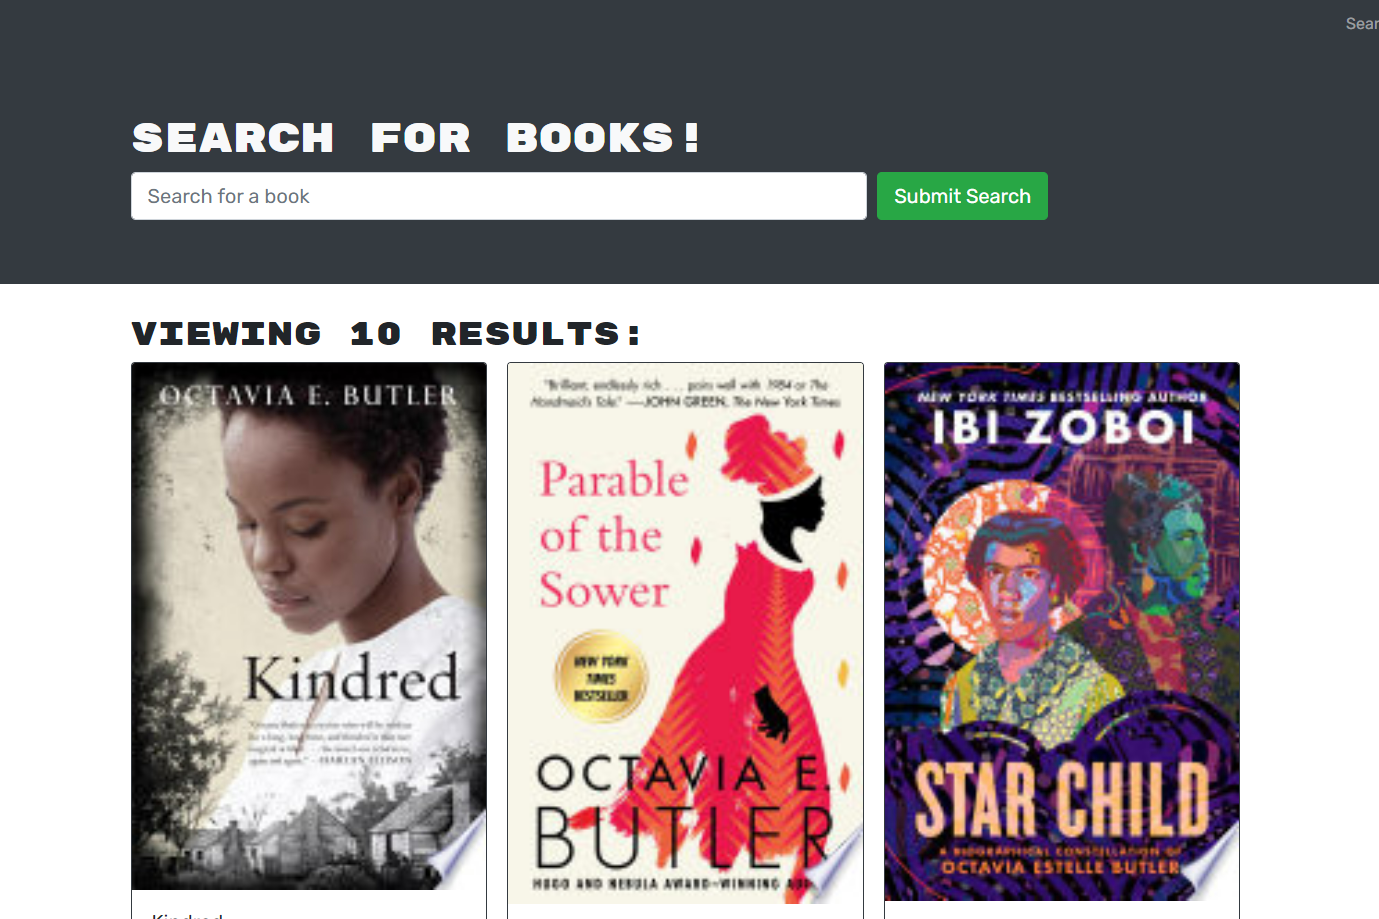 Sear
SEARCH FOR BOOKS!
Search for a book
Submit Search
VIEWING 10 RESULTS:
OCTAVIA E. BUTLER
Kindred
HARLAN ELLISON
"Brilliant, endlessly rich . . . pairs well with 1984 or The
Handmaid's Tale." —JOHN GREEN, The New York Times
Parable
of the
Sower
NEW YORK
TIMES
BESTSELLER
OCTAVIA E.
BUTLER
HUGO AND NEBULA AWARD–WINNING
NEW YORK TIMES BESTSELLING AUTHOR
IBI ZOBOI
STAR CHILD
A BIOGRAPHICAL CONSTELLATION OF
OCTAVIA ESTELLE BUTLER
Kindred